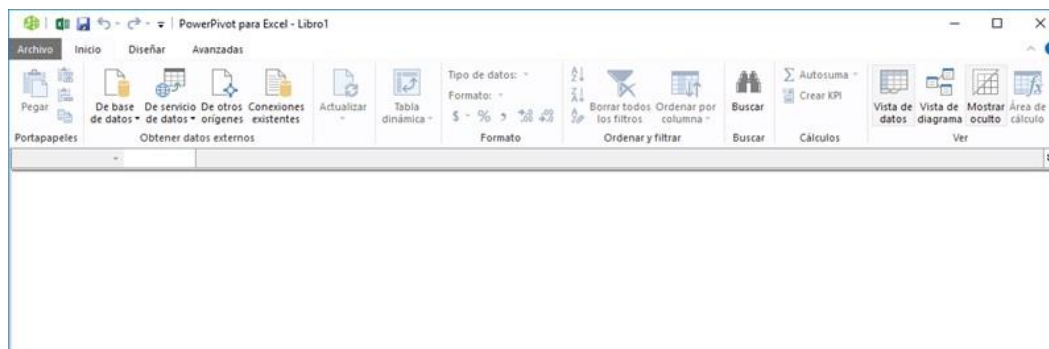 PowerPivot para Excel - Libro1
Archivo Inicio Diseñar Avanzadas
Pegar
De base de datos
De servicio de datos
De otros orígenes
Conexiones existentes
Actualizar
Tabla dinámica
Tipo de datos:
Formato:
$ % ,
Borrar todos los filtros
Ordenar por columna
Buscar
Autosuma
Crear KPI
Vista de datos
Vista de diagrama
Mostrar oculto
Área de cálculo
Portapapeles
Obtener datos externos
Formato
Ordenar y filtrar
Buscar
Cálculos
Ver